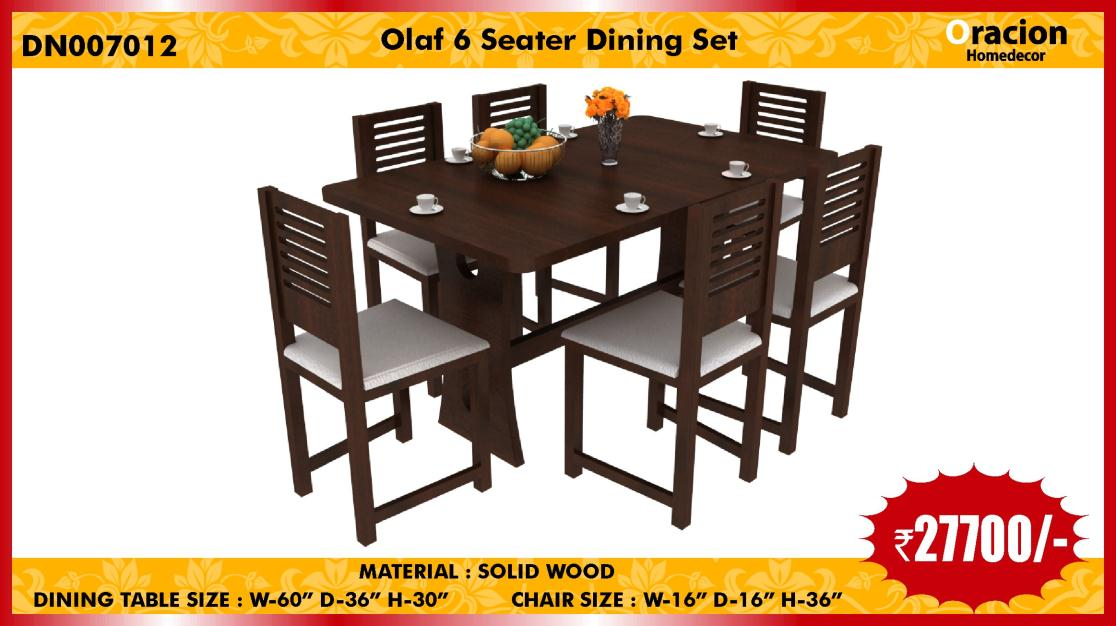 DN007012
Olaf 6 Seater Dining Set
Oracion
Homedecor
₹27700/-
MATERIAL : SOLID WOOD
DINING TABLE SIZE : W-60” D-36” H-30”
CHAIR SIZE : W-16” D-16” H-36”